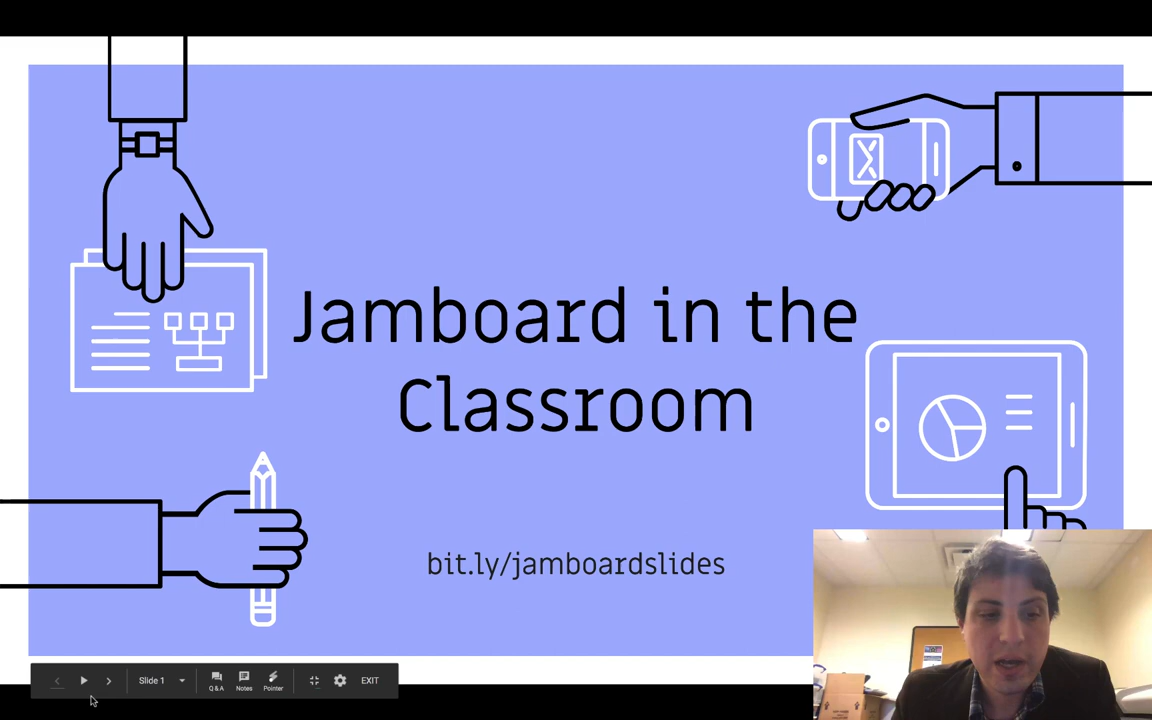 Jamboard in the
Classroom
bit.ly/jamboardslides
Slide 1
Q&A
Notes
Pointer
EXIT